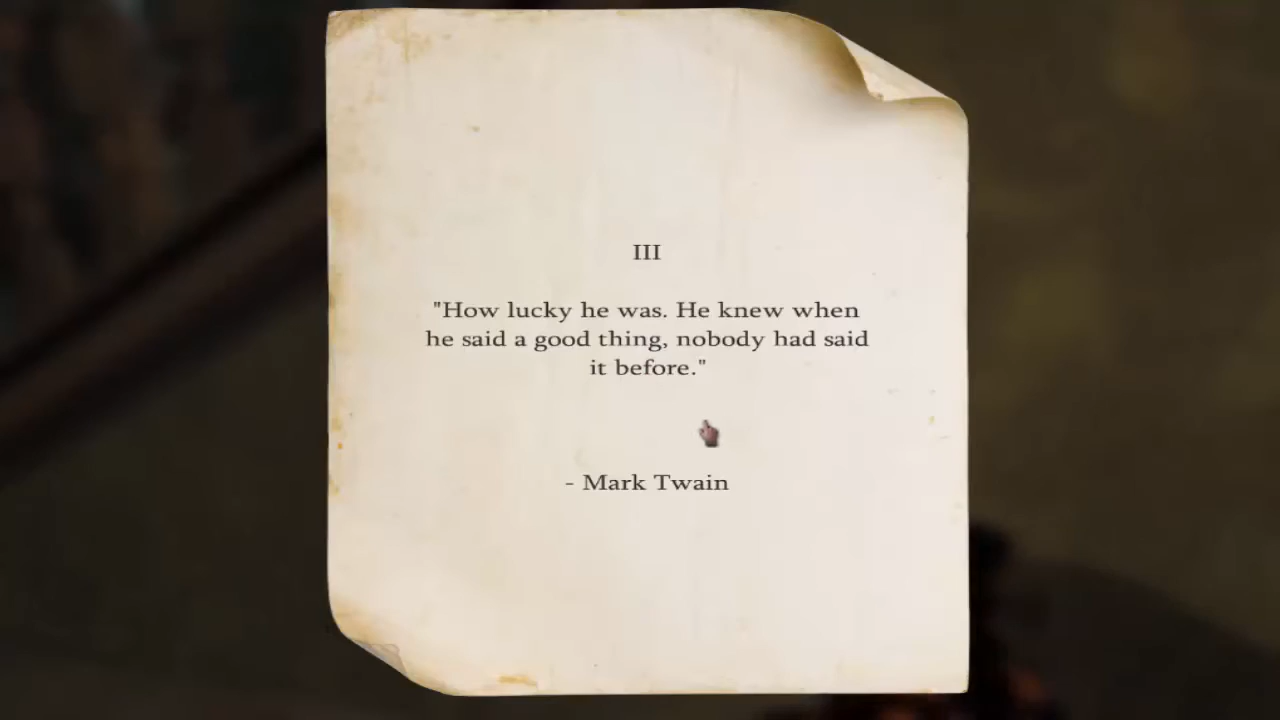 III
"How lucky he was. He knew when
he said a good thing, nobody had said
it before."
- Mark Twain